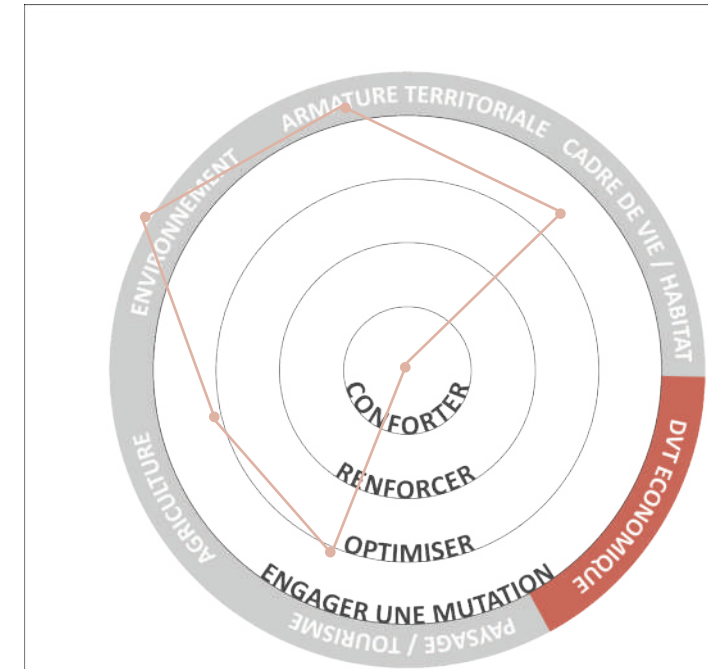 ARMATURE TERRITORIALE
CADRE DE VIE / HABITAT
ENVIRONNEMENT
CONFORTER
RENFORCER
OPTIMISER
ENGAGER UNE MUTATION
DVT ECONOMIQUE
AGRICULTURE
PAYSAGE / TOURISME